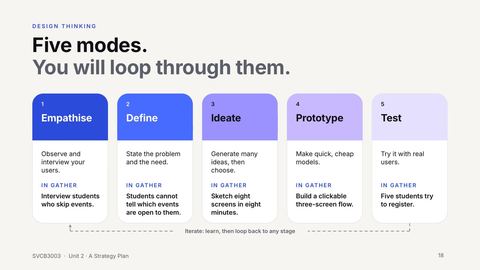 DESIGN THINKING
Five modes.
You will loop through them.
1
Empathise
Observe and
interview your
users.
IN GATHER
Interview students
who skip events.
2
Define
State the problem
and the need.
IN GATHER
Students cannot
tell which events
are open to them.
3
Ideate
Generate many
ideas, then
choose.
IN GATHER
Sketch eight
screens in eight
minutes.
4
Prototype
Make quick, cheap
models.
IN GATHER
Build a clickable
three-screen flow.
5
Test
Try it with real
users.
IN GATHER
Five students try
to register.
Iterate: learn, then loop back to any stage
SVCB3003 · Unit 2 · A Strategy Plan
18